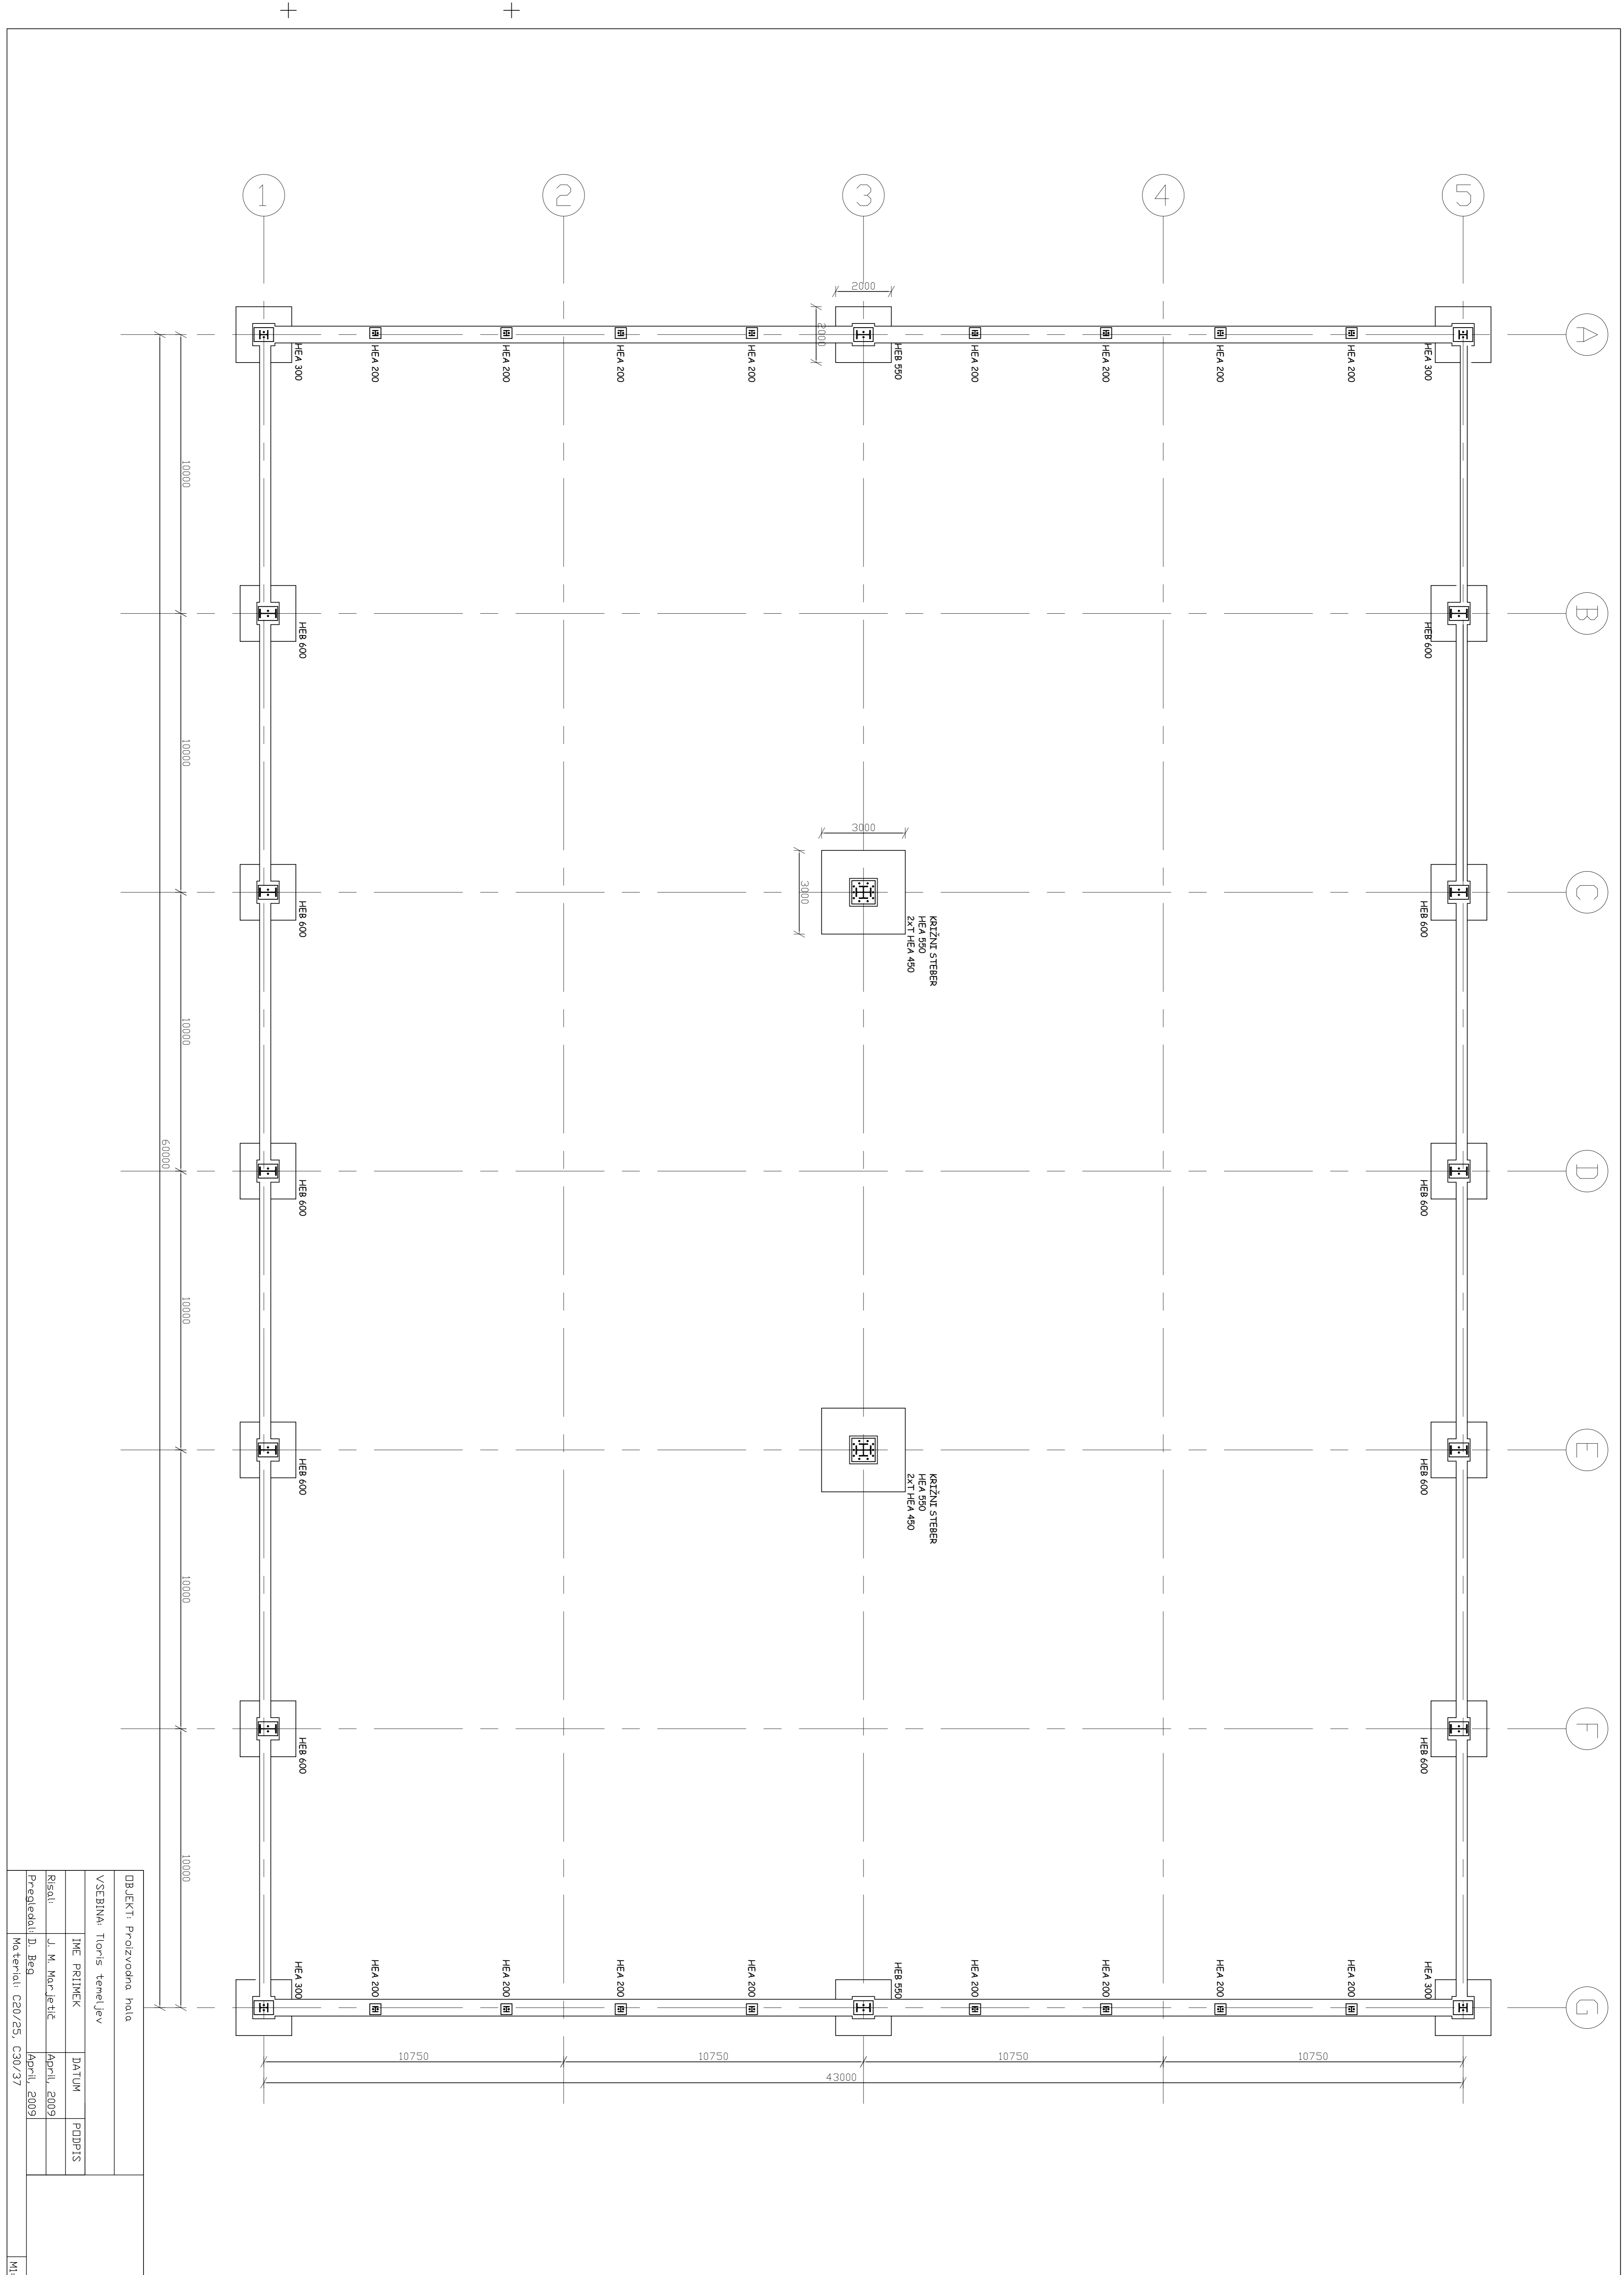 1
2
3
4
5
A
B
C
D
E
F
G
2000
2000
HEA 300
HEA 200
HEA 200
HEA 200
HEA 200
HEB 550
HEA 200
HEA 200
HEA 200
HEA 200
HEA 300
10000
HEB 600
HEB 600
10000
3000
3000
HEB 600
KRIŽNI STEBER
HEA 550
2xT HEA 450
HEB 600
10000
60000
HEB 600
HEB 600
10000
HEB 600
KRIŽNI STEBER
HEA 550
2xT HEA 450
HEB 600
10000
HEB 600
HEB 600
10000
HEA 300
HEA 200
HEA 200
HEA 200
HEA 200
HEB 550
HEA 200
HEA 200
HEA 200
HEA 200
HEA 300
10750
10750
10750
10750
43000
OBJEKT: Proizvodna hala
VSEBINA: Tloris temeljev
IME PRIIMEK DATUM PODPIS
Risal: J. M. Marjetič April, 2009
Pregledal: D. Beg April, 2009
Material: C20/25, C30/37